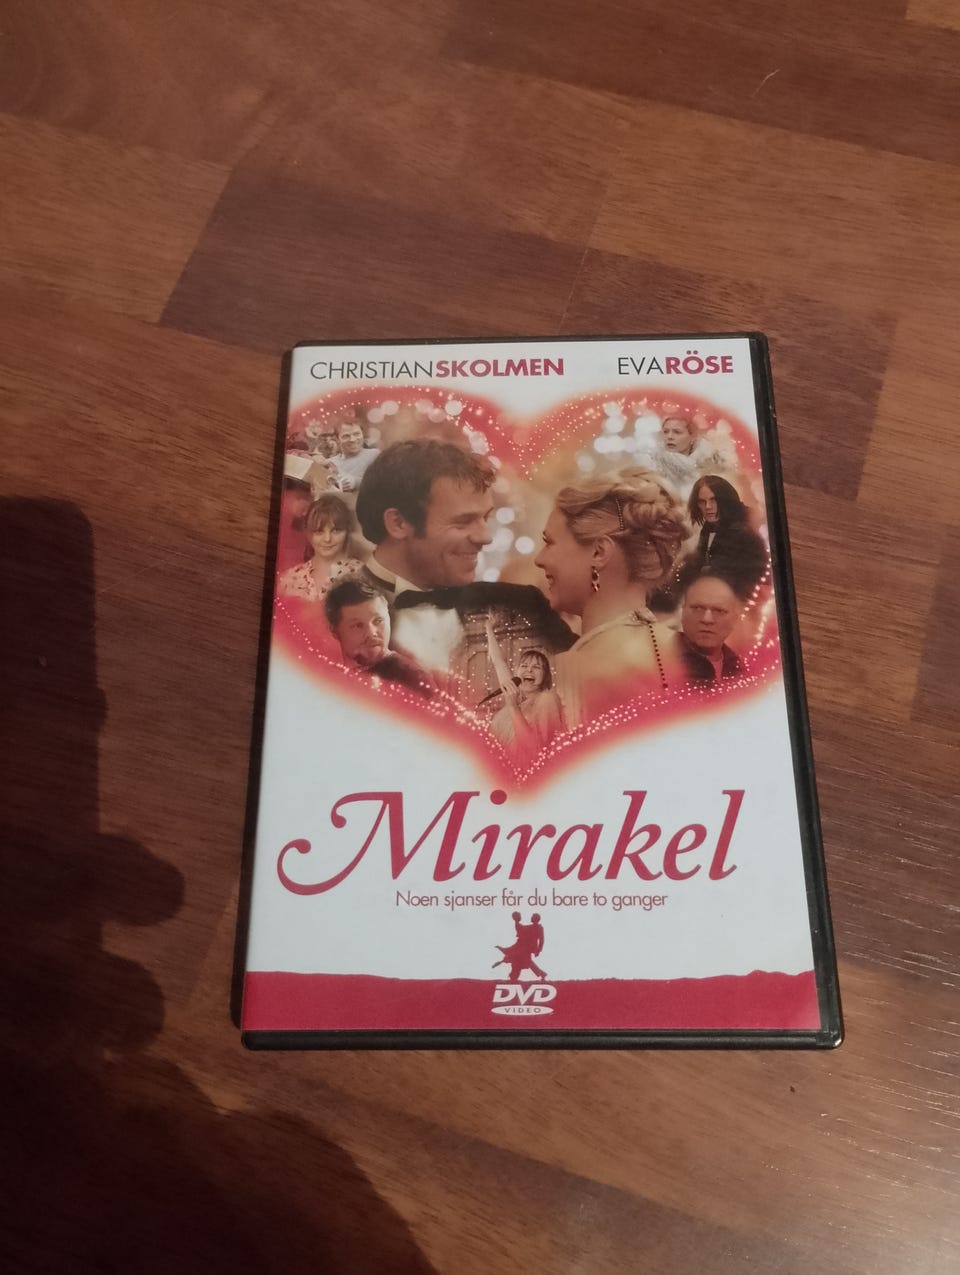 CHRISTIANSKOLMEN EVARÖSE
Mirakel
Noen sjanser får du bare to ganger
DVD
VIDEO